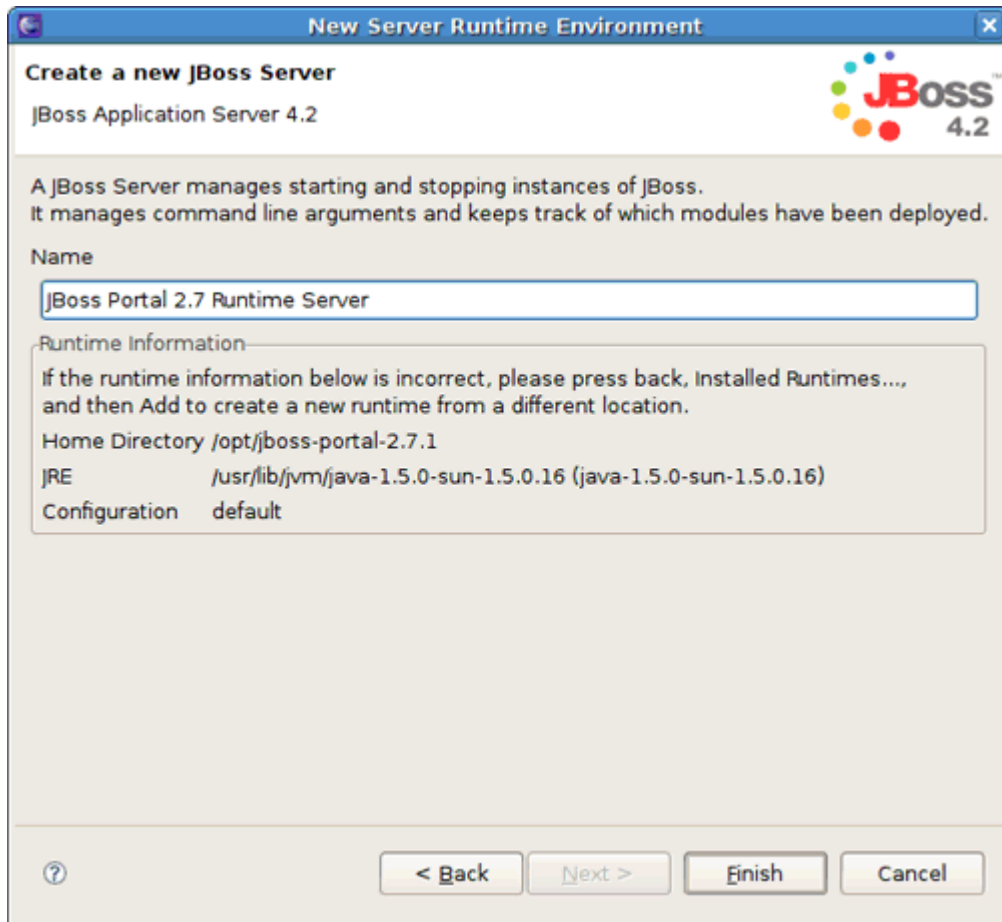 New Server Runtime Environment
Create a new JBoss Server
JBoss Application Server 4.2
JBoss™
4.2
A JBoss Server manages starting and stopping instances of JBoss.
It manages command line arguments and keeps track of which modules have been deployed.
Name
JBoss Portal 2.7 Runtime Server
Runtime Information
If the runtime information below is incorrect, please press back, Installed Runtimes...,
and then Add to create a new runtime from a different location.
Home Directory /opt/jboss-portal-2.7.1
JRE /usr/lib/jvm/java-1.5.0-sun-1.5.0.16 (java-1.5.0-sun-1.5.0.16)
Configuration default
? < Back Next > Finish Cancel